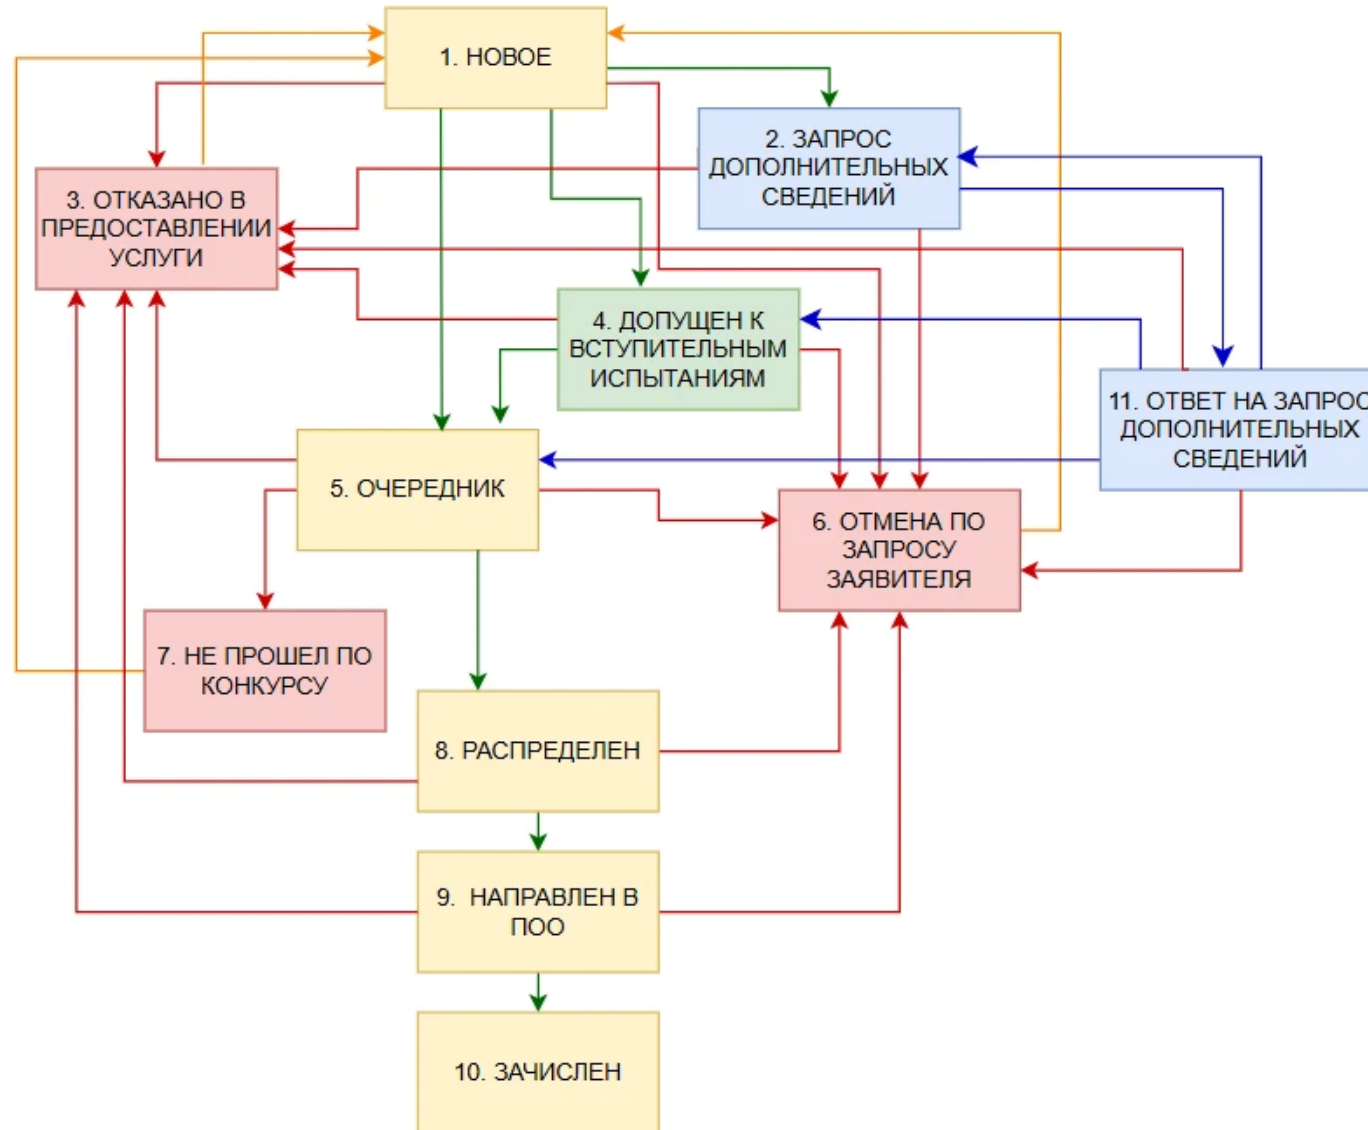 1. НОВОЕ
2. ЗАПРОС
ДОПОЛНИТЕЛЬНЫХ
СВЕДЕНИЙ
3. ОТКАЗАНО В
ПРЕДОСТАВЛЕНИИ
УСЛУГИ
4. ДОПУЩЕН К
ВСТУПИТЕЛЬНЫМ
ИСПЫТАНИЯМ
11. ОТВЕТ НА ЗАПРОС
ДОПОЛНИТЕЛЬНЫХ
СВЕДЕНИЙ
5. ОЧЕРЕДНИК
6. ОТМЕНА ПО
ЗАПРОСУ
ЗАЯВИТЕЛЯ
7. НЕ ПРОШЕЛ ПО
КОНКУРСУ
8. РАСПРЕДЕЛЕН
9. НАПРАВЛЕН В
ПОО
10. ЗАЧИСЛЕН